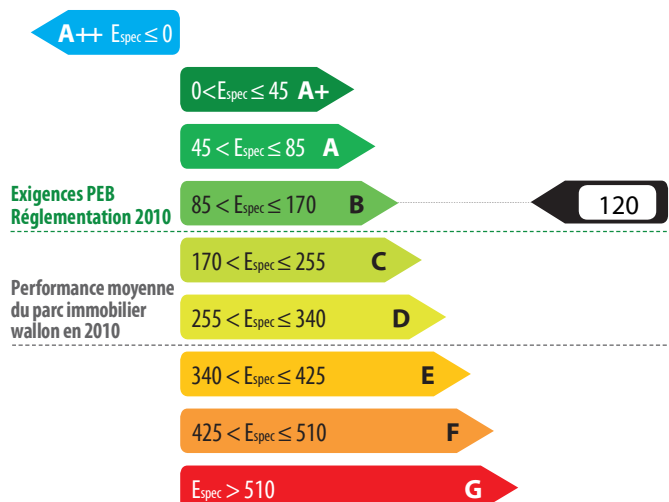 A++ Espec ≤ 0
0<Espec ≤ 45 A+
45 < Espec ≤ 85 A
Exigences PEB
Réglementation 2010
85 < Espec ≤ 170 B
120
170 < Espec ≤ 255 C
Performance moyenne
du parc immobilier
wallon en 2010
255 < Espec ≤ 340 D
340 < Espec ≤ 425 E
425 < Espec ≤ 510 F
Espec > 510 G